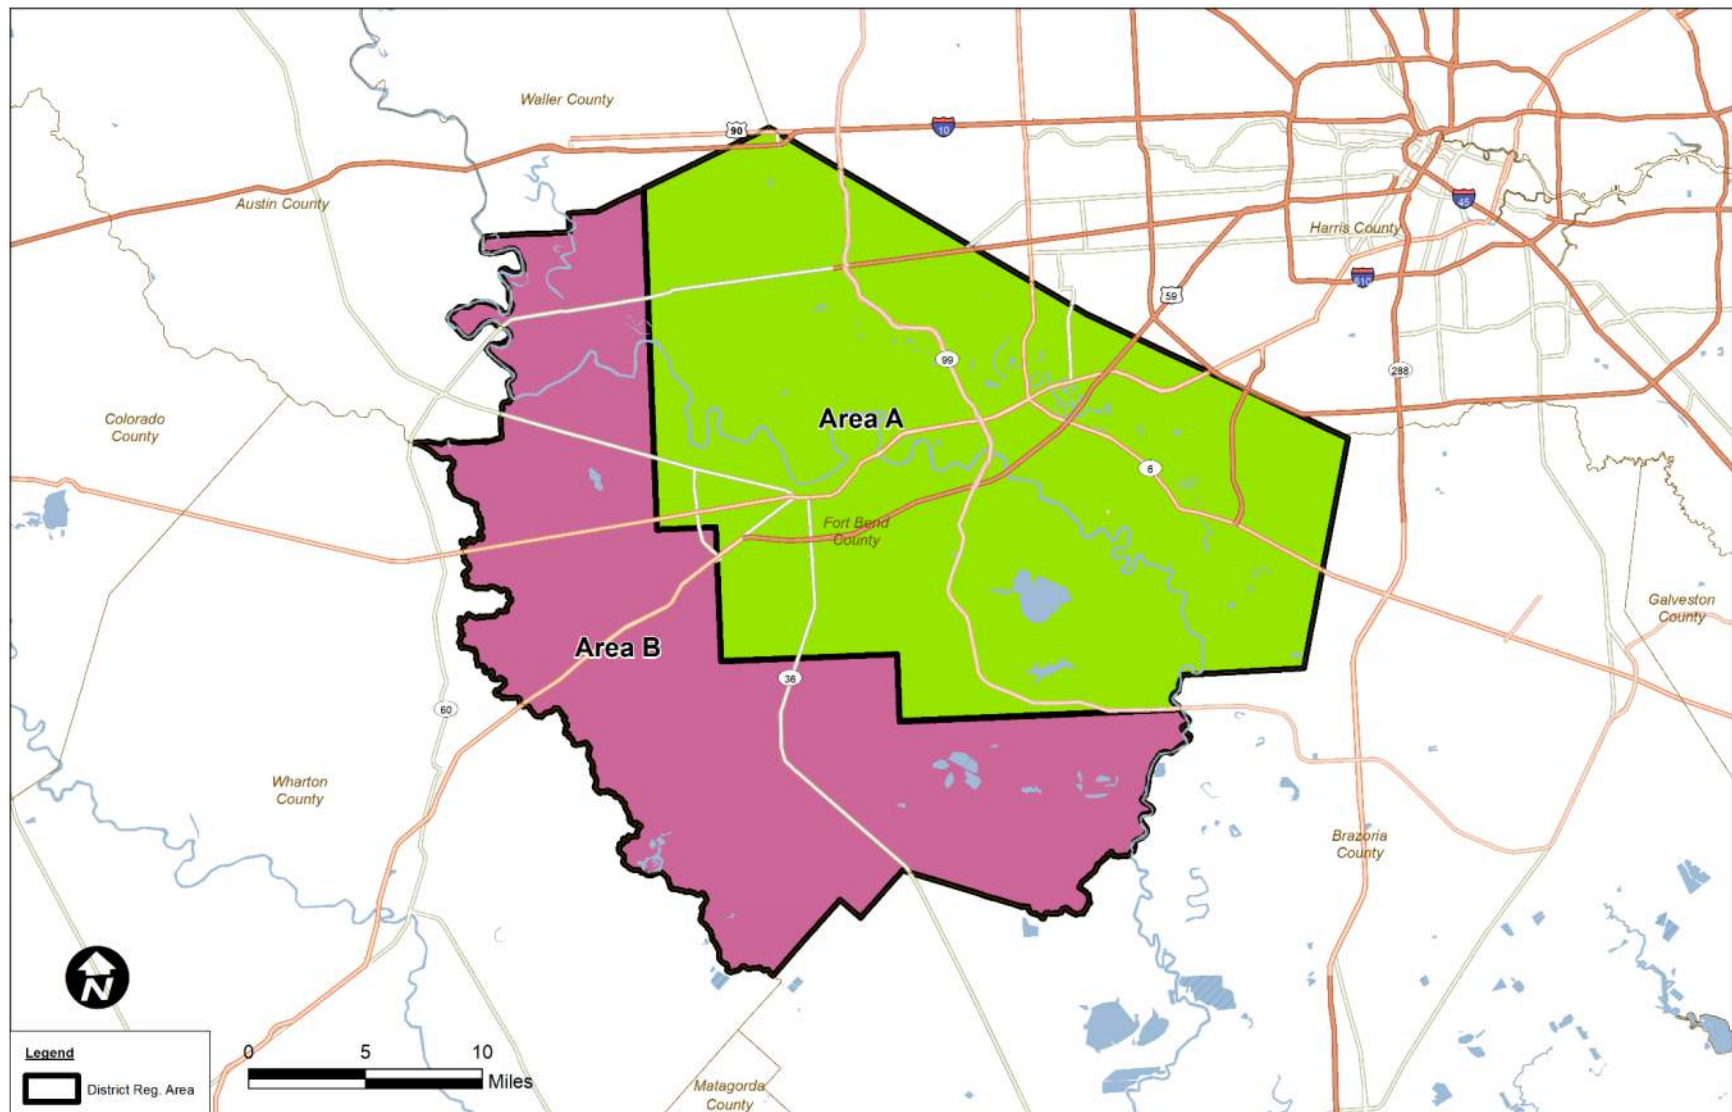 Waller County
90
10
Austin County
45
Harris County
610
59
99
288
Colorado
County
Area A
6
Fort Bend
County
Galveston
County
Area B
36
60
Wharton
County
Brazoria
County
N
Legend
District Reg. Area
0 5 10
Miles
Matagorda
County